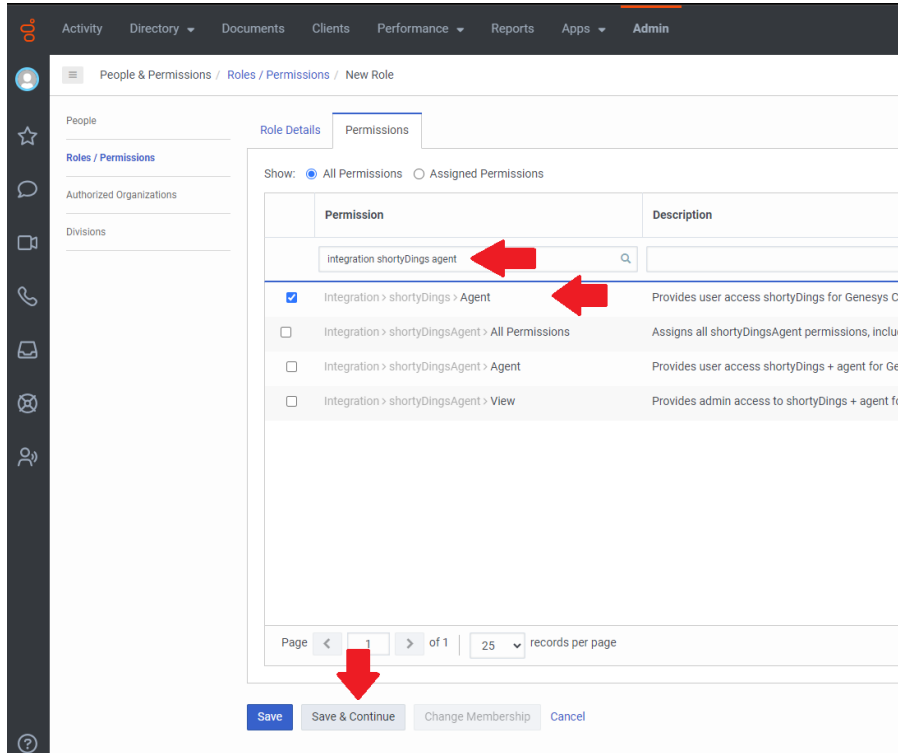 Activity Directory Documents Clients Performance Reports Apps Admin
People & Permissions / Roles / Permissions / New Role
People
Roles / Permissions
Authorized Organizations
Divisions
Role Details Permissions
Show: All Permissions Assigned Permissions
Permission Description
integration shortyDings agent
Integration > shortyDings > Agent Provides user access shortyDings for Genesys C
Integration > shortyDingsAgent > All Permissions Assigns all shortyDingsAgent permissions, inclu
Integration > shortyDingsAgent > Agent Provides user access shortyDings + agent for Ge
Integration > shortyDingsAgent > View Provides admin access to shortyDings + agent fo
Page 1 of 1 25 records per page
Save Save & Continue Change Membership Cancel